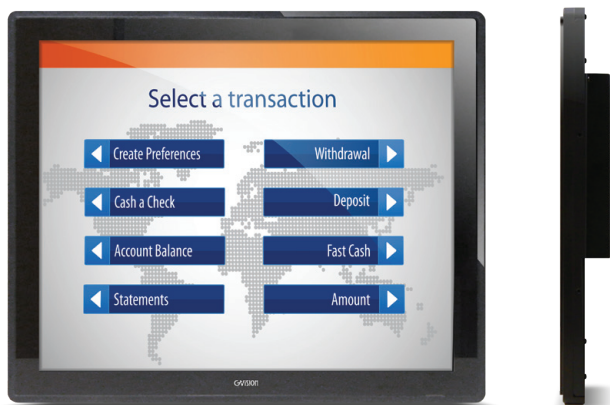 Select a transaction
Create Preferences
Withdrawal
Cash a Check
Deposit
Account Balance
Fast Cash
Statements
Amount
GVISION